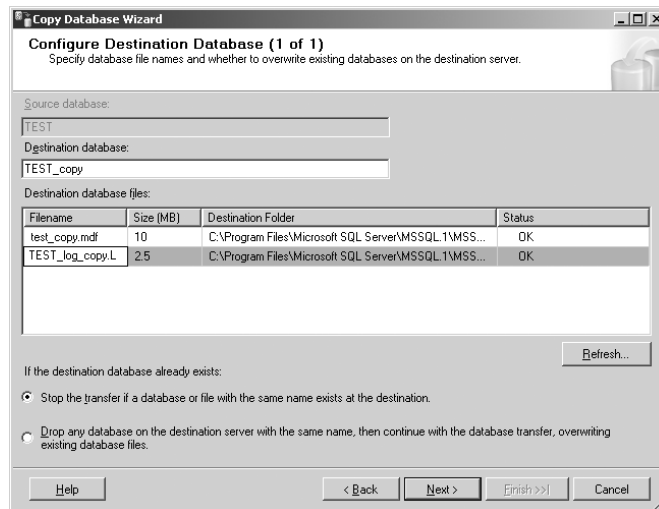 Copy Database Wizard
Configure Destination Database (1 of 1)
Specify database file names and whether to overwrite existing databases on the destination server.
Source database:
TEST
Destination database:
TEST_copy
Destination database files:
Filename Size (MB) Destination Folder Status
test_copy.mdf 10 C:\Program Files\Microsoft SQL Server\MSSQL.1\MSS... OK
TEST_log_copy.L 2.5 C:\Program Files\Microsoft SQL Server\MSSQL.1\MSS... OK
Refresh...
If the destination database already exists:
Stop the transfer if a database or file with the same name exists at the destination.
Drop any database on the destination server with the same name, then continue with the database transfer, overwriting
existing database files.
Help < Back Next > Finish >>| Cancel